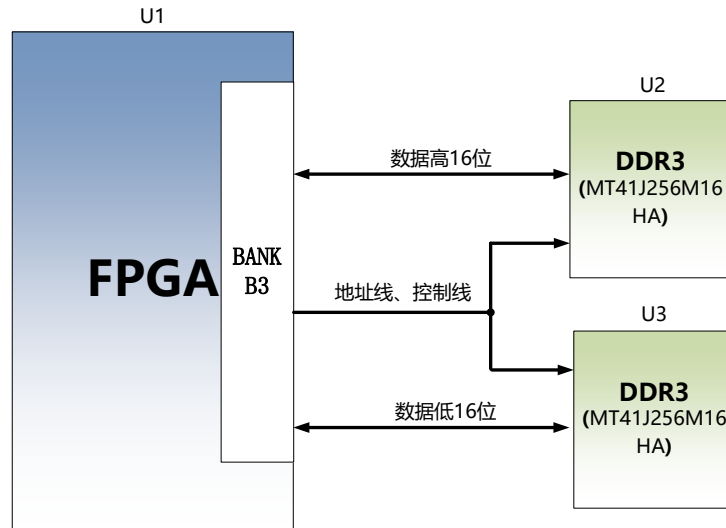 U1
U2
数据高16位
DDR3
(MT41J256M16
HA)
BANK
B3
FPGA
地址线、控制线
U3
数据低16位
DDR3
(MT41J256M16
HA)